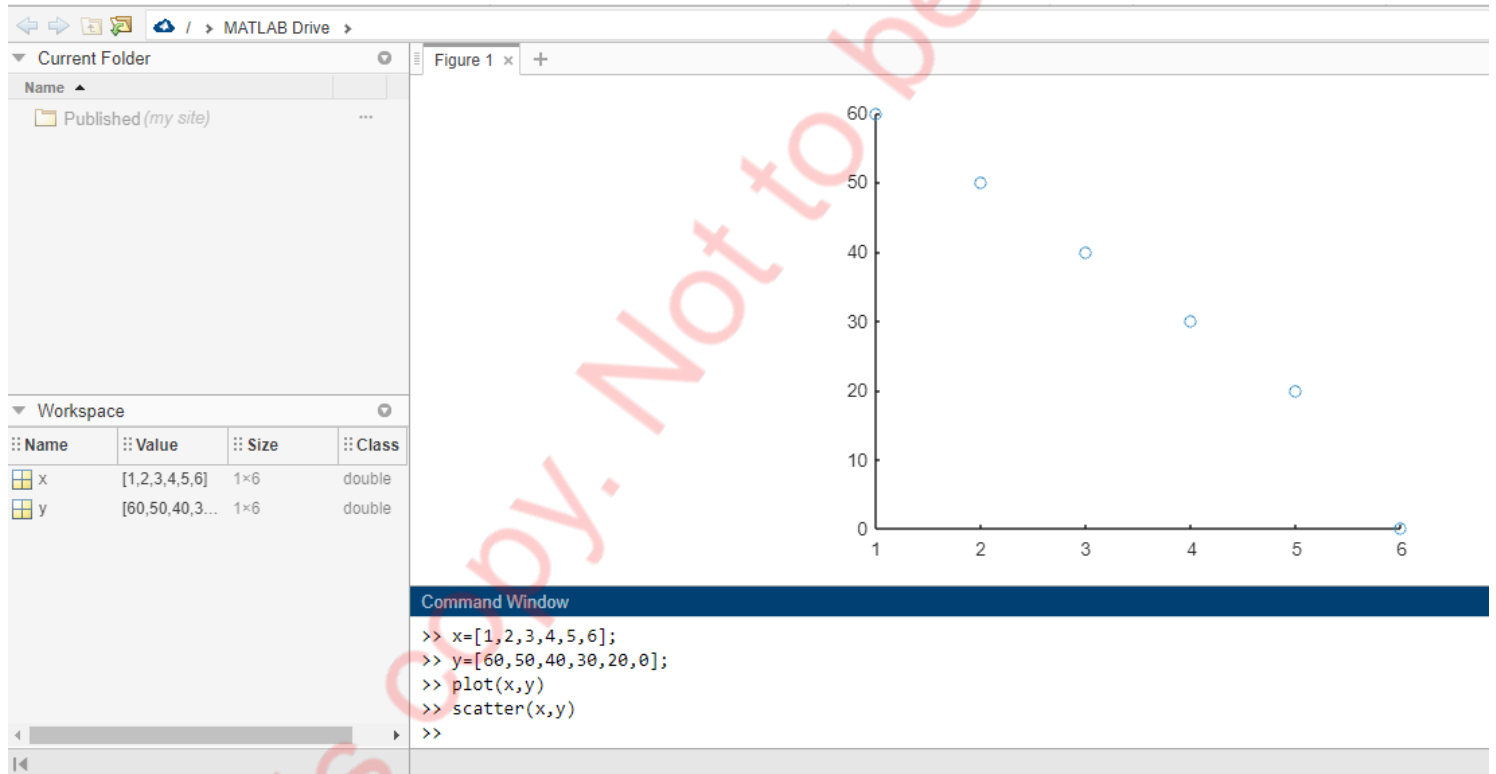 / > MATLAB Drive >
Current Folder
Name
Published (my site)
Workspace
Name Value Size Class
x [1,2,3,4,5,6] 1×6 double
y [60,50,40,3... 1×6 double
Figure 1 × +
60
50
40
30
20
10
0
1 2 3 4 5 6
Command Window
>> x=[1,2,3,4,5,6];
>> y=[60,50,40,30,20,0];
>> plot(x,y)
>> scatter(x,y)
>>
copy. Not to be